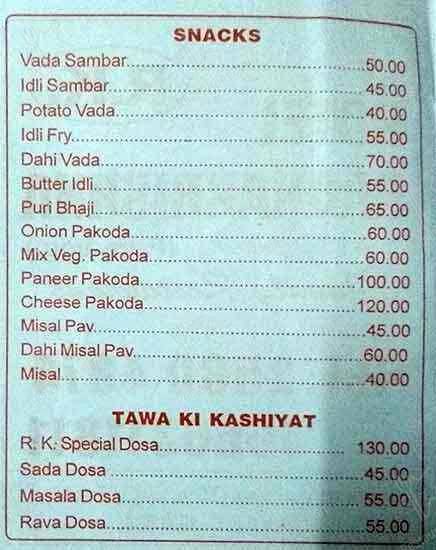 SNACKS
Vada Sambar..........................................50.00
Idli Sambar.............................................45.00
Potato Vada............................................40.00
Idli Fry.....................................................55.00
Dahi Vada...............................................70.00
Butter Idli.................................................55.00
Puri Bhaji.................................................65.00
Onion Pakoda.........................................60.00
Mix Veg. Pakoda.....................................60.00
Paneer Pakoda......................................100.00
Cheese Pakoda.....................................120.00
Misal Pav................................................45.00
Dahi Misal Pav........................................60.00
Misal........................................................40.00
TAWA KI KASHIYAT
R. K. Special Dosa................................ 130.00
Sada Dosa..............................................45.00
Masala Dosa...........................................55.00
Rava Dosa..............................................55.00